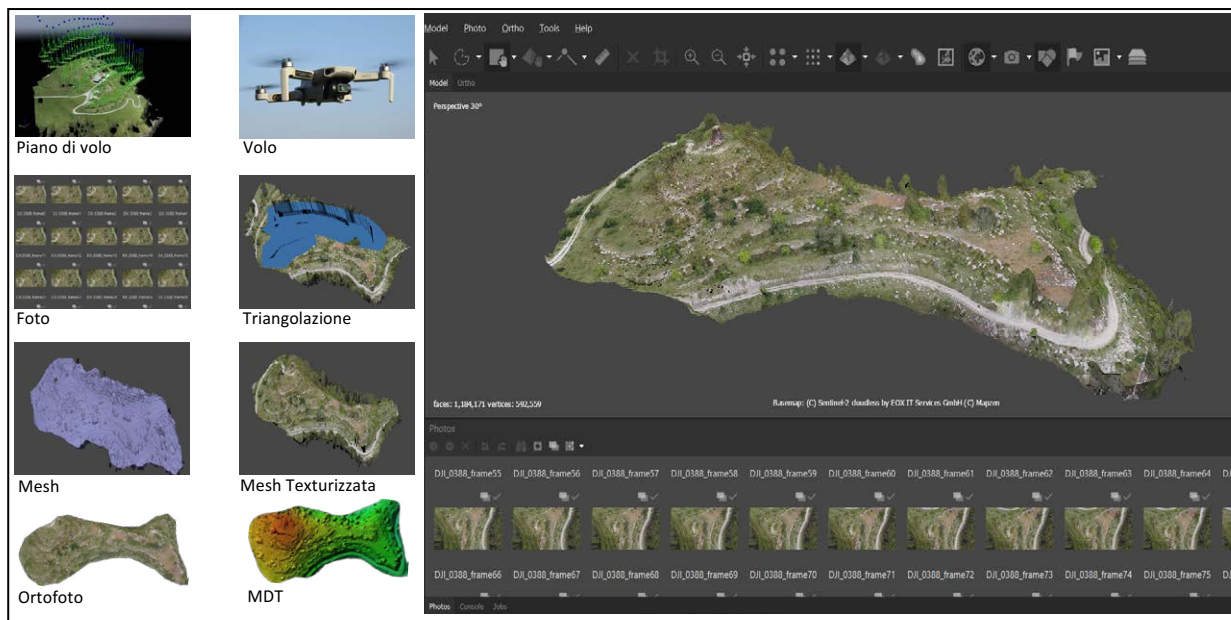 Piano di volo
Volo
Foto
Triangolazione
Mesh
Mesh Texturizzata
Ortofoto
MDT
Model Photo Ortho Tools Help
Model Ortho
Perspective 30°
faces: 1,184,171 vertices: 592,559
Basemap: (C) Sentinel-2 cloudless by EOX IT Services GmbH (C) Mapzen
Photos
DJI_0388_frame55 DJI_0388_frame56 DJI_0388_frame57 DJI_0388_frame58 DJI_0388_frame59 DJI_0388_frame60 DJI_0388_frame61 DJI_0388_frame62 DJI_0388_frame63 DJI_0388_frame64
DJI_0388_frame66 DJI_0388_frame67 DJI_0388_frame68 DJI_0388_frame69 DJI_0388_frame70 DJI_0388_frame71 DJI_0388_frame72 DJI_0388_frame73 DJI_0388_frame74 DJI_0388_frame75
Photos Console Jobs